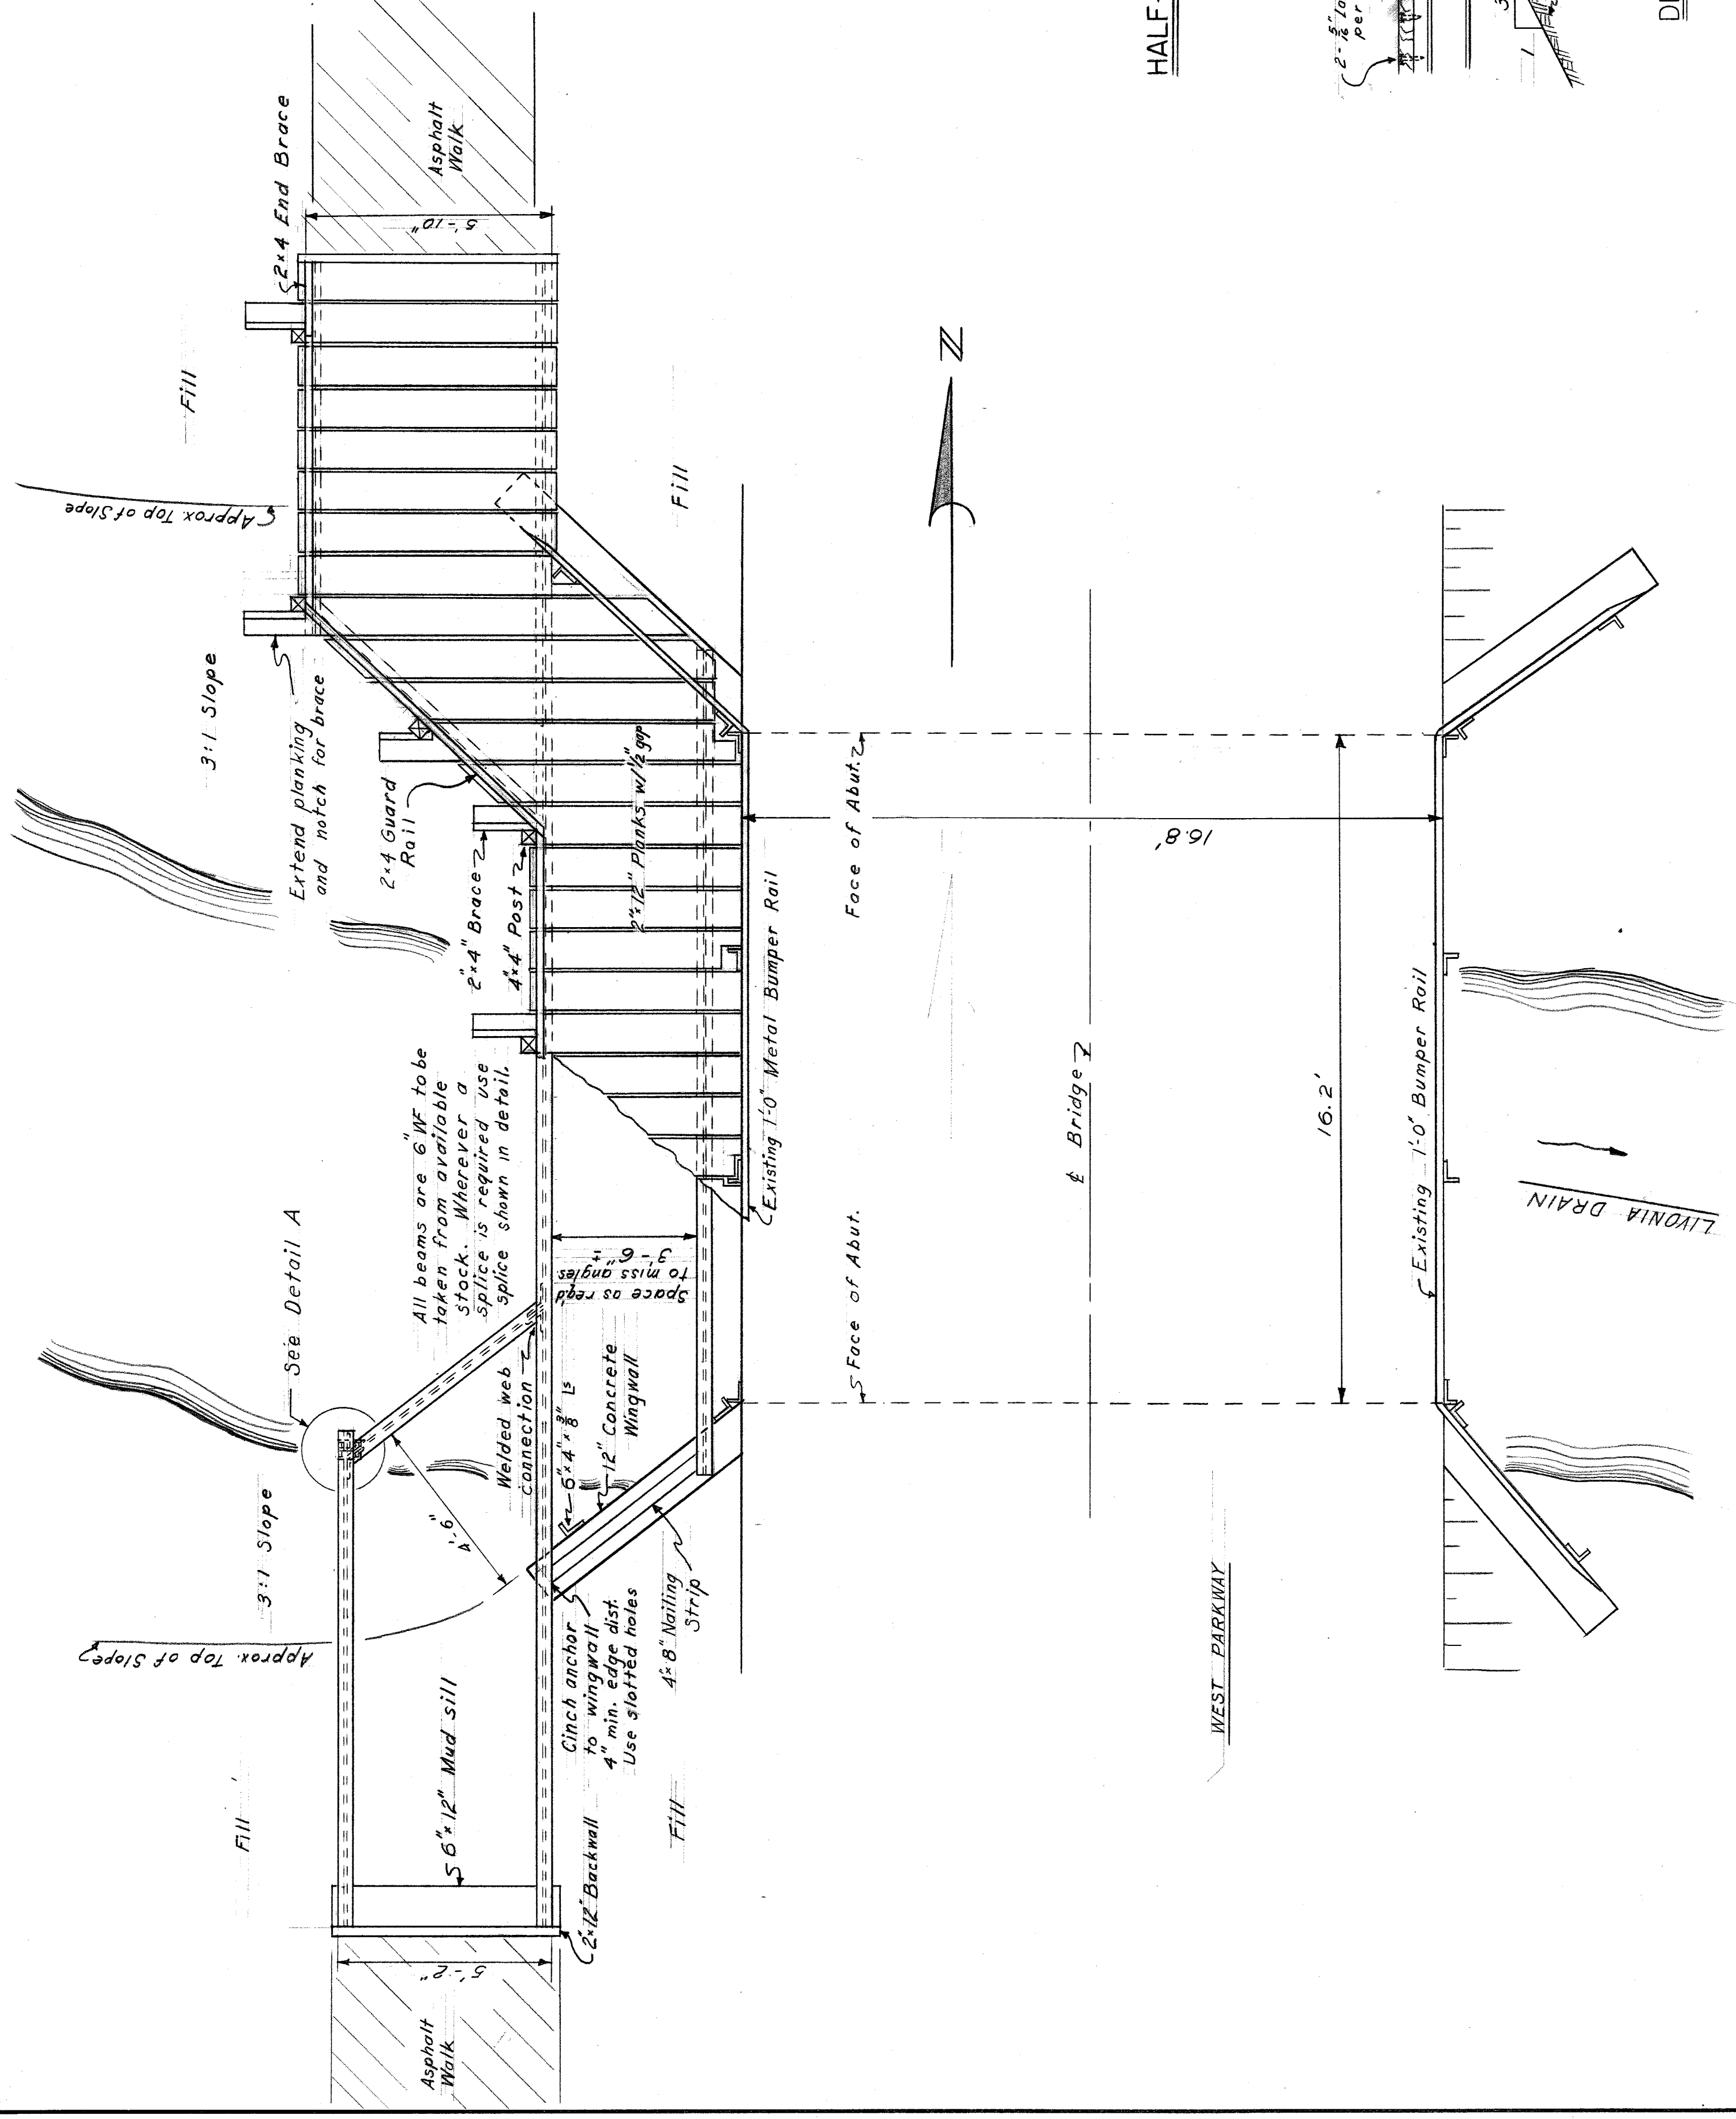 Asphalt
Walk
5'-2"
Fill
Approx. Top of Slope
3:1 Slope
6"x12" Mud sill
2"x12" Backwall
Fill
Cinch anchor
to wingwall
4" min. edge dist.
Use slotted holes
4"x8" Nailing
Strip
4'-6"
See Detail A
Welded web
connection
6"x4"x3/8" Ls
12" Concrete
Wingwall
Space as req'd
to miss angles
3'-6"±
All beams are 6" WF to be
taken from available
stock. Wherever a
splice is required use
splice shown in detail.
Existing 1'-0" Metal Bumper Rail
2"x4" Brace
4"x4" Post
2x4 Guard
Rail
Extend planking
and notch for brace
2"x12" Planks w/ 1/2" gap
3:1 Slope
Approx. Top of Slope
Fill
Fill
2x4 End Brace
5'-10"
Asphalt
Walk
N
Face of Abut.
Face of Abut.
℄ Bridge
16.8'
16.2'
WEST PARKWAY
Existing 1'-0" Bumper Rail
LIVONIA DRAIN
HALF-
2-5/16"
per
1
3